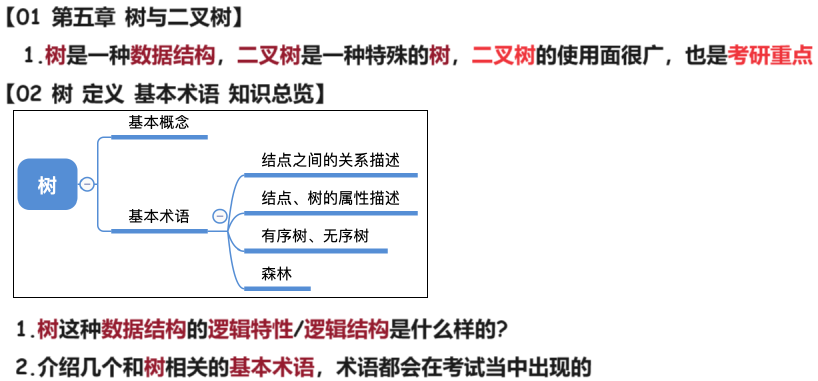 【01 第五章 树与二叉树】
1.树是一种数据结构，二叉树是一种特殊的树，二叉树的使用面很广，也是考研重点
【02 树 定义 基本术语 知识总览】
基本概念
结点之间的关系描述
树
结点、树的属性描述
基本术语
有序树、无序树
森林
1.树这种数据结构的逻辑特性/逻辑结构是什么样的?
2.介绍几个和树相关的基本术语，术语都会在考试当中出现的